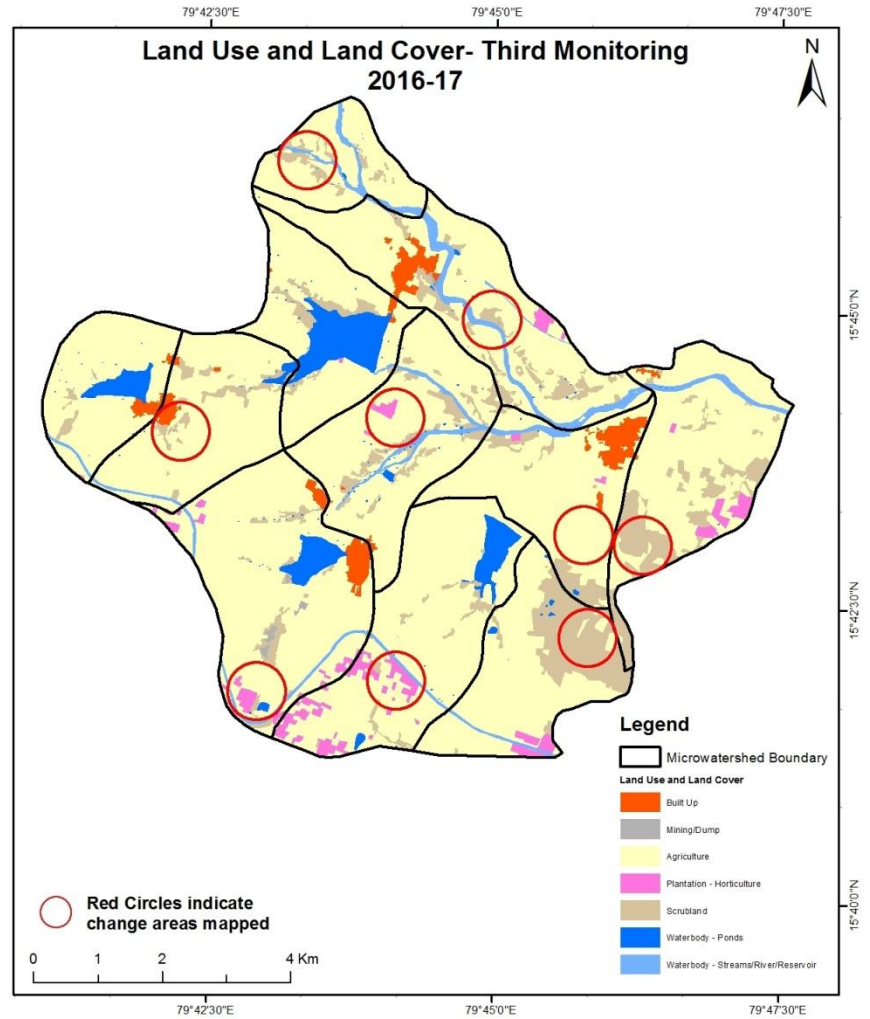 79°42'30"E
79°45'0"E
79°47'30"E
Land Use and Land Cover- Third Monitoring
2016-17
N
15°45'0"N
15°42'30"N
15°40'0"N
Legend
Microwatershed Boundary
Land Use and Land Cover
Built Up
Mining/Dump
Agriculture
Plantation - Horticulture
Scrubland
Waterbody - Ponds
Waterbody - Streams/River/Reservoir
Red Circles indicate
change areas mapped
0 1 2 4 Km
79°42'30"E
79°45'0"E
79°47'30"E